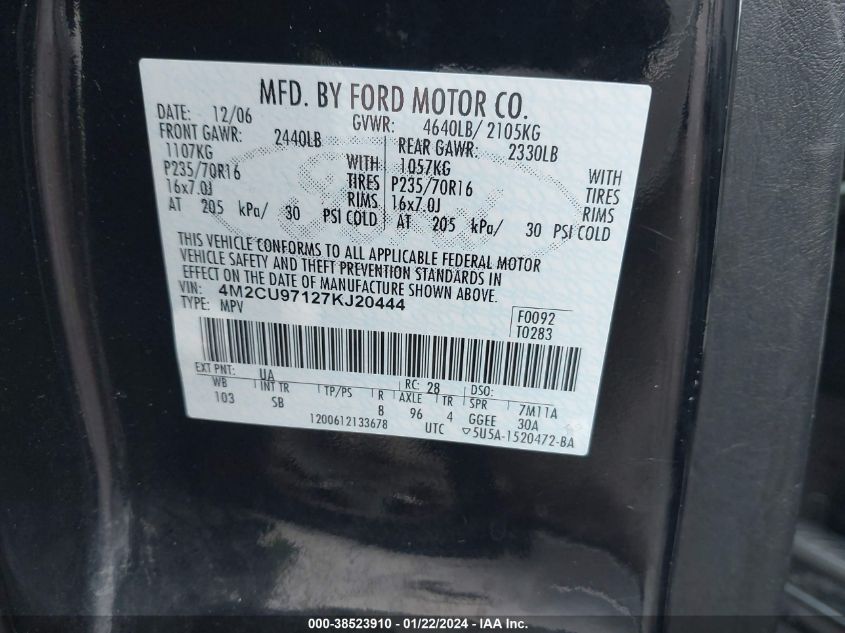 MFD. BY FORD MOTOR CO.
DATE: 12/06 GVWR: 4640LB/ 2105KG
FRONT GAWR: 2440LB REAR GAWR: 2330LB
1107KG WITH 1057KG WITH
P235/70R16 TIRES P235/70R16 TIRES
16x7.0J RIMS 16x7.0J RIMS
AT 205 kPa/ 30 PSI COLD AT 205 kPa/ 30 PSI COLD
THIS VEHICLE CONFORMS TO ALL APPLICABLE FEDERAL MOTOR
VEHICLE SAFETY AND THEFT PREVENTION STANDARDS IN
EFFECT ON THE DATE OF MANUFACTURE SHOWN ABOVE.
VIN: 4M2CU97127KJ20444
TYPE: MPV
F0092
T0283
EXT PNT: UA RC: 28 DSO:
WB INT TR TP/PS R AXLE TR SPR 7M11A
103 SB 8 96 4 GGEE 30A
1200612133678 UTC ▽5U5A-1520472-BA
000-38523910 - 01/22/2024 - IAA Inc.